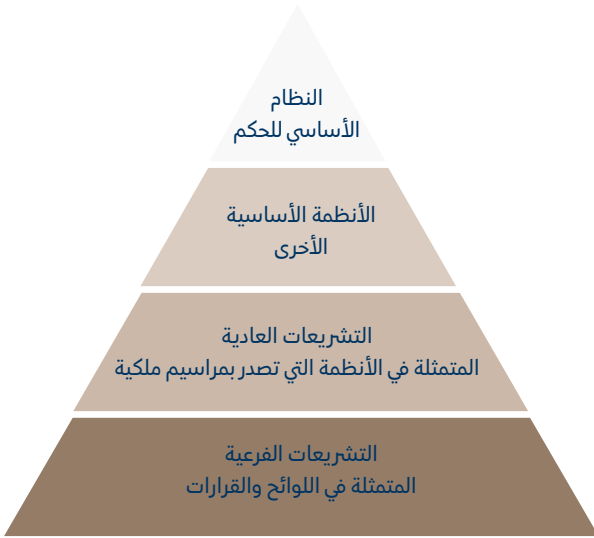 النظام
الأساسي للحكم
الأنظمة الأساسية
الأخرى
التشريعات العادية
المتمثلة في الأنظمة التي تصدر بمراسيم ملكية
التشريعات الفرعية
المتمثلة في اللوائح والقرارات